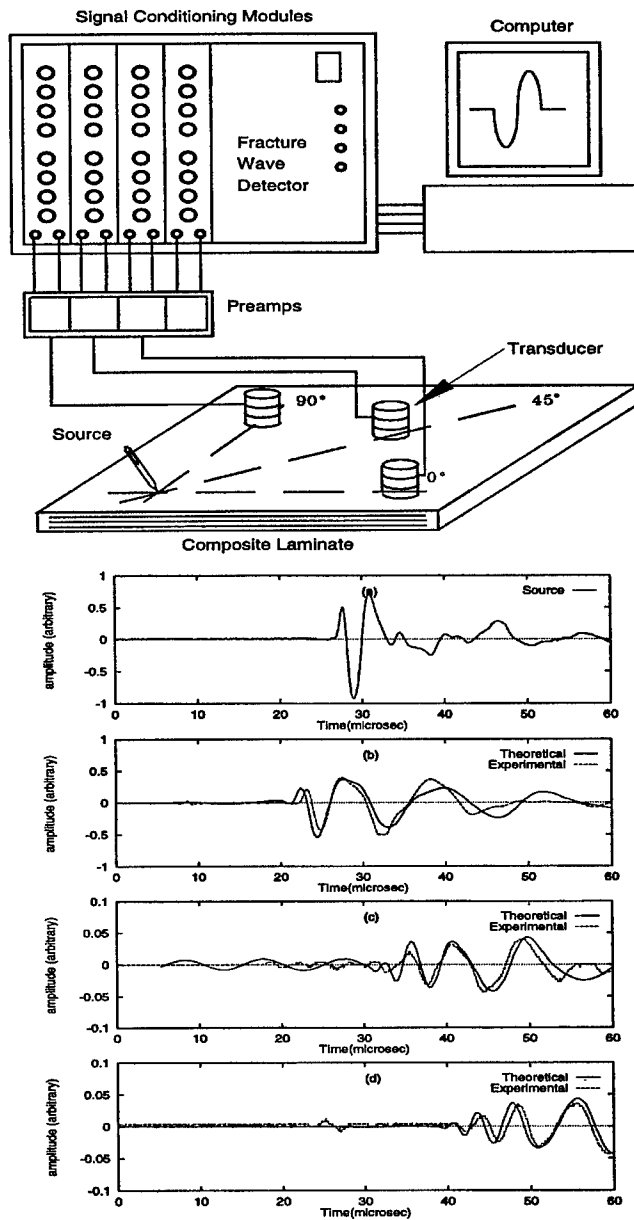 Signal Conditioning Modules
Computer
Fracture
Wave
Detector
Preamps
Transducer
90°
45°
Source
0°
Composite Laminate
(a)
Source
amplitude (arbitrary)
1
0.5
0
-0.5
-1
0 10 20 30 40 50 60
Time(microsec)
(b)
Theoretical
Experimental
amplitude (arbitrary)
1
0.5
0
-0.5
-1
0 10 20 30 40 50 60
Time(microsec)
(c)
Theoretical
Experimental
amplitude (arbitrary)
0.1
0.05
0
-0.05
-0.1
0 10 20 30 40 50 60
Time(microsec)
(d)
Theoretical
Experimental
amplitude (arbitrary)
0.1
0.05
0
-0.05
-0.1
0 10 20 30 40 50 60
Time(microsec)